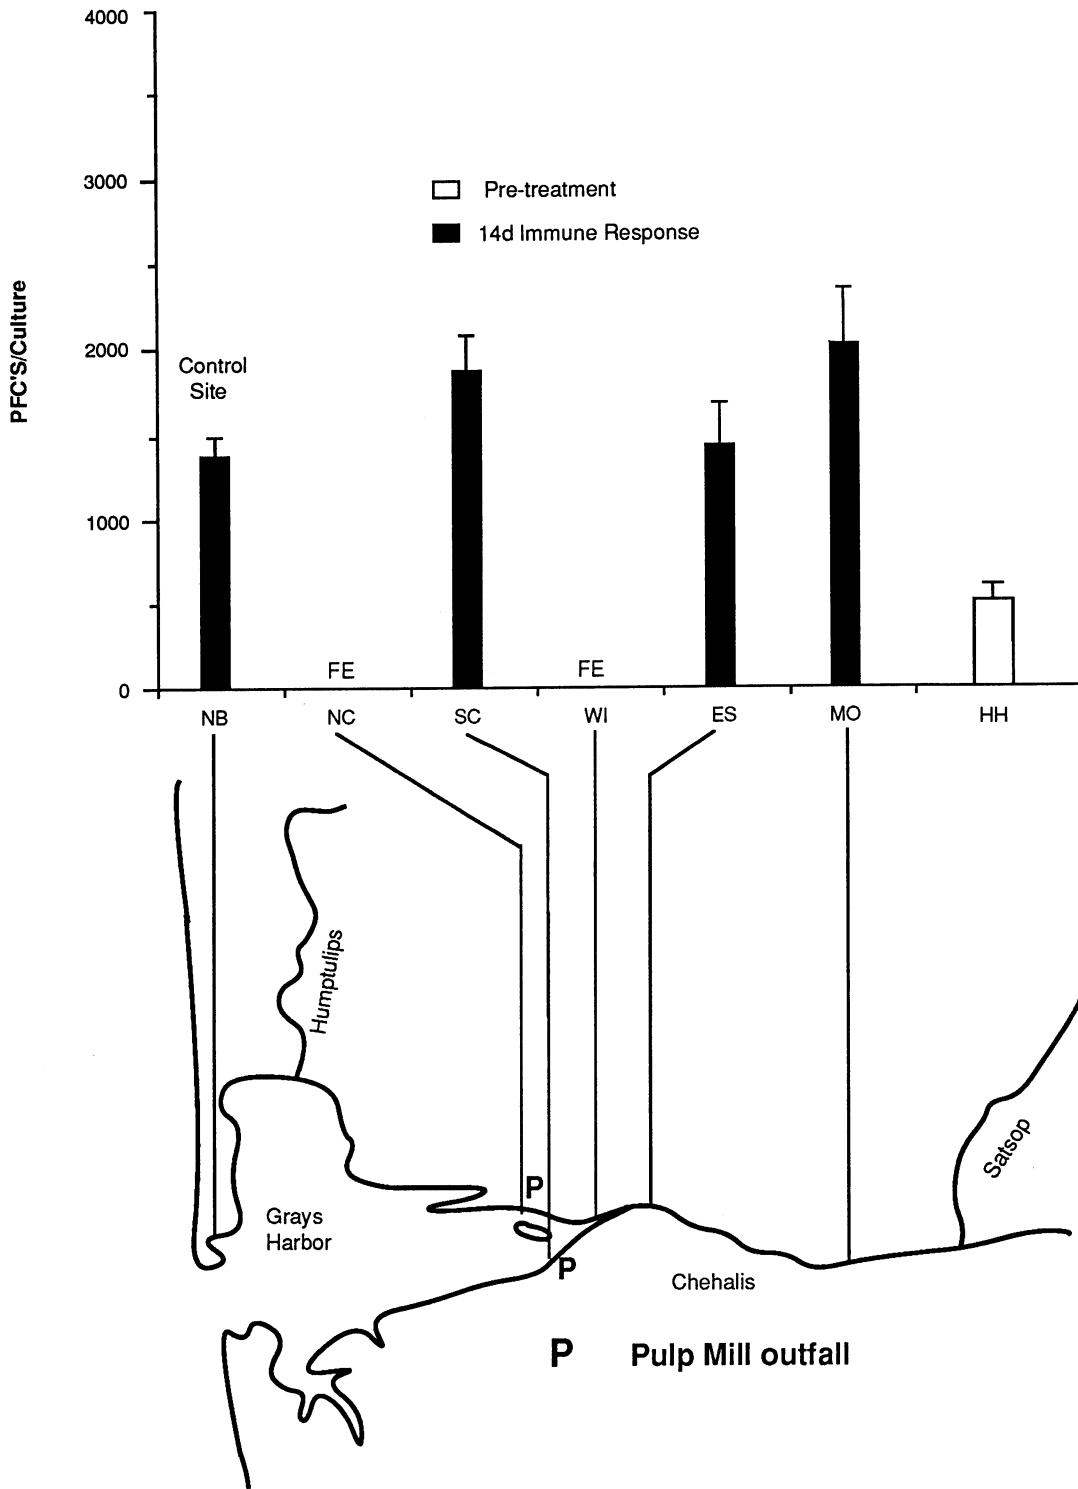 4000
3000
2000
1000
0
PFC'S/Culture
Pre-treatment
14d Immune Response
Control
Site
FE
FE
NB
NC
SC
WI
ES
MO
HH
Humptulips
Satsop
P
Grays
Harbor
P
Chehalis
P Pulp Mill outfall